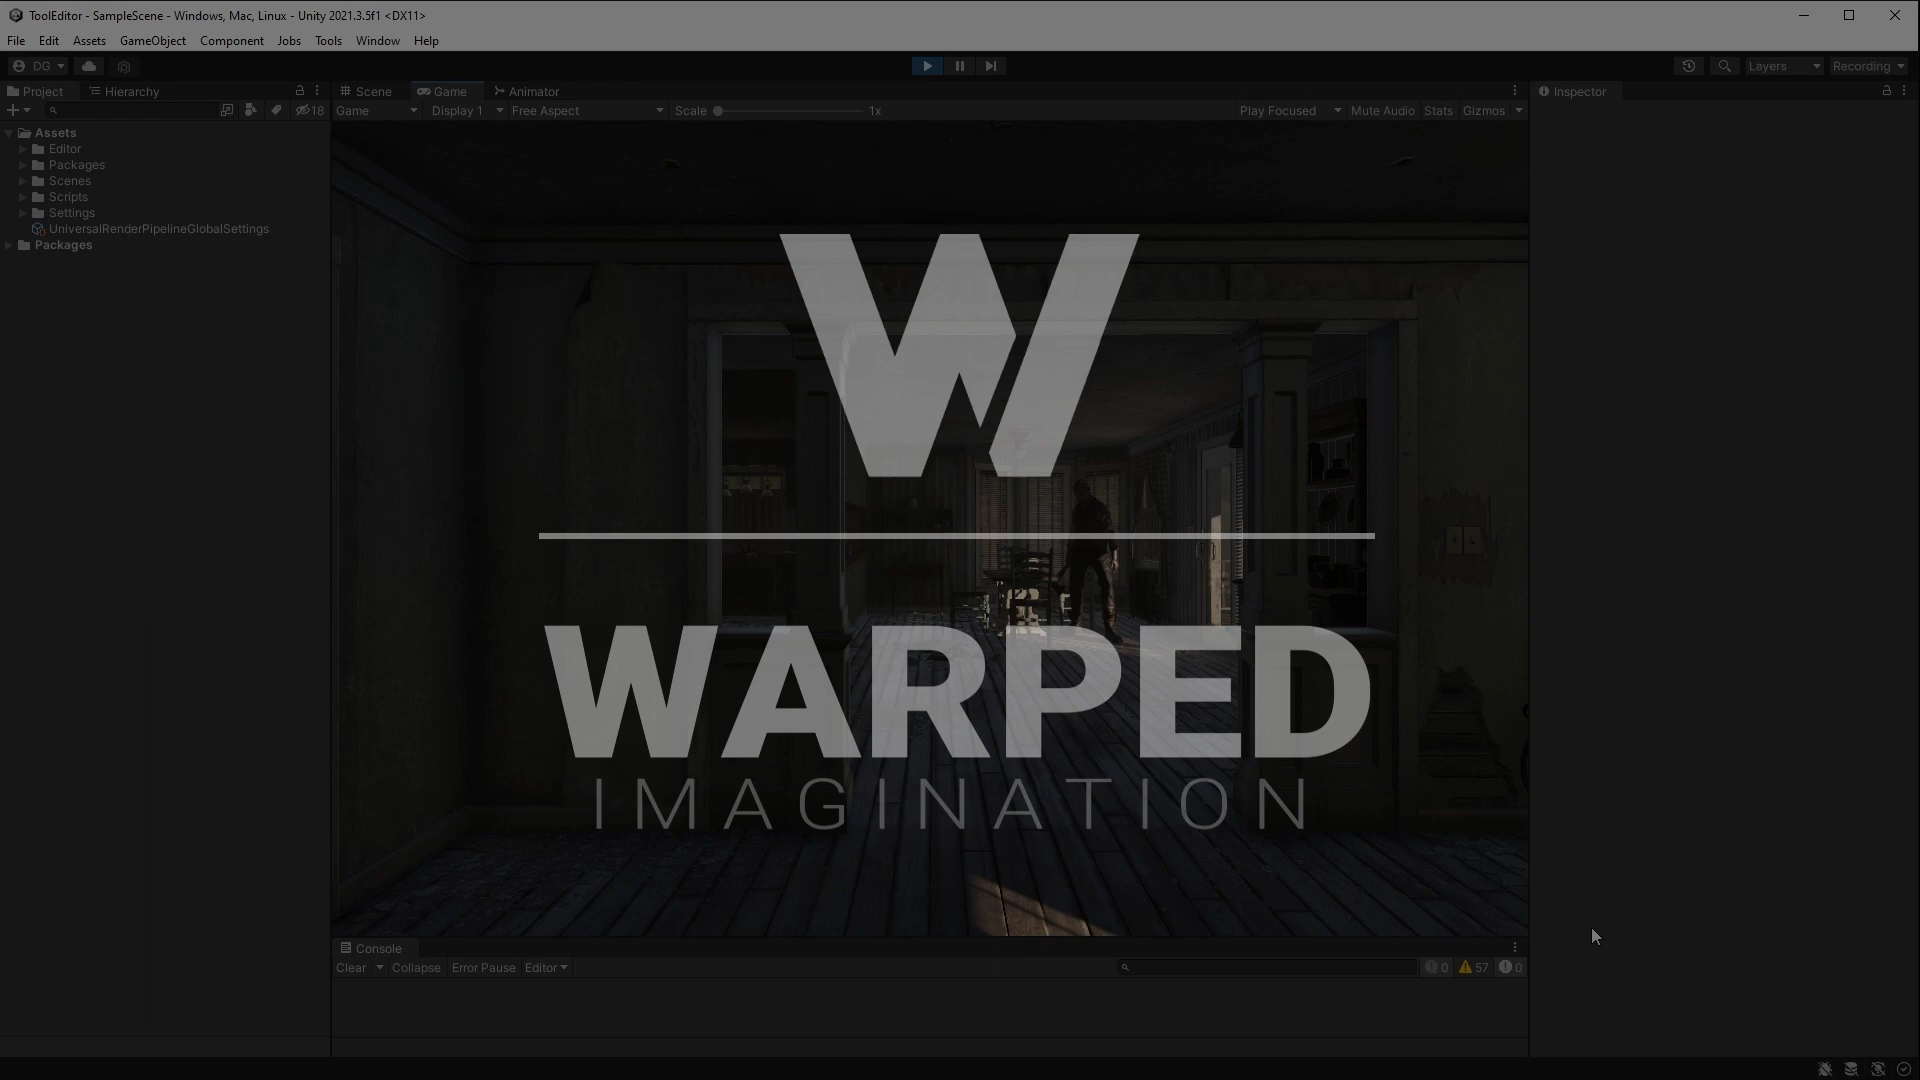 ToolEditor - SampleScene - Windows, Mac, Linux - Unity 2021.3.5f1 <DX11>
File Edit Assets GameObject Component Jobs Tools Window Help
DG Layers Recording
Project Hierarchy Scene Game Animator Inspector
18 Game Display 1 Free Aspect Scale 1x Play Focused Mute Audio Stats Gizmos
Assets
Editor
Packages
Scenes
Scripts
Settings
UniversalRenderPipelineGlobalSettings
Packages
W
WARPED
IMAGINATION
Console
Clear Collapse Error Pause Editor 0 57 0